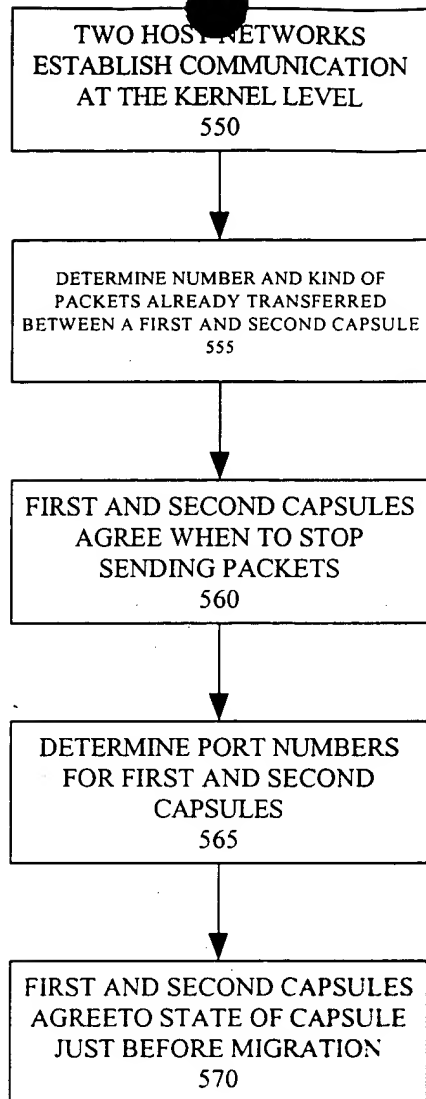 TWO HOST NETWORKS
ESTABLISH COMMUNICATION
AT THE KERNEL LEVEL
550
DETERMINE NUMBER AND KIND OF
PACKETS ALREADY TRANSFERRED
BETWEEN A FIRST AND SECOND CAPSULE
555
FIRST AND SECOND CAPSULES
AGREE WHEN TO STOP
SENDING PACKETS
560
DETERMINE PORT NUMBERS
FOR FIRST AND SECOND
CAPSULES
565
FIRST AND SECOND CAPSULES
AGREETO STATE OF CAPSULE
JUST BEFORE MIGRATION
570